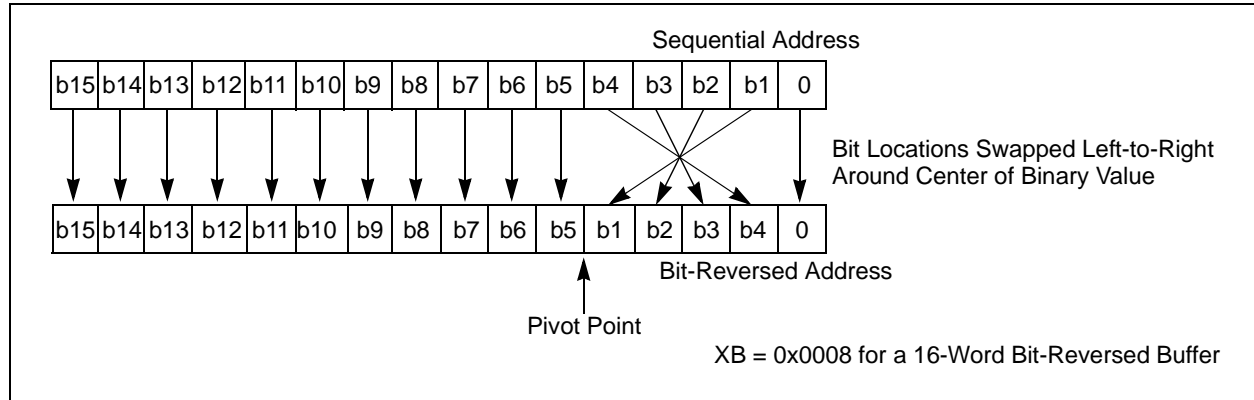 Sequential Address
b15 b14 b13 b12 b11 b10 b9 b8 b7 b6 b5 b4 b3 b2 b1 0
Bit Locations Swapped Left-to-Right
Around Center of Binary Value
b15 b14 b13 b12 b11 b10 b9 b8 b7 b6 b5 b1 b2 b3 b4 0
Bit-Reversed Address
Pivot Point
XB = 0x0008 for a 16-Word Bit-Reversed Buffer